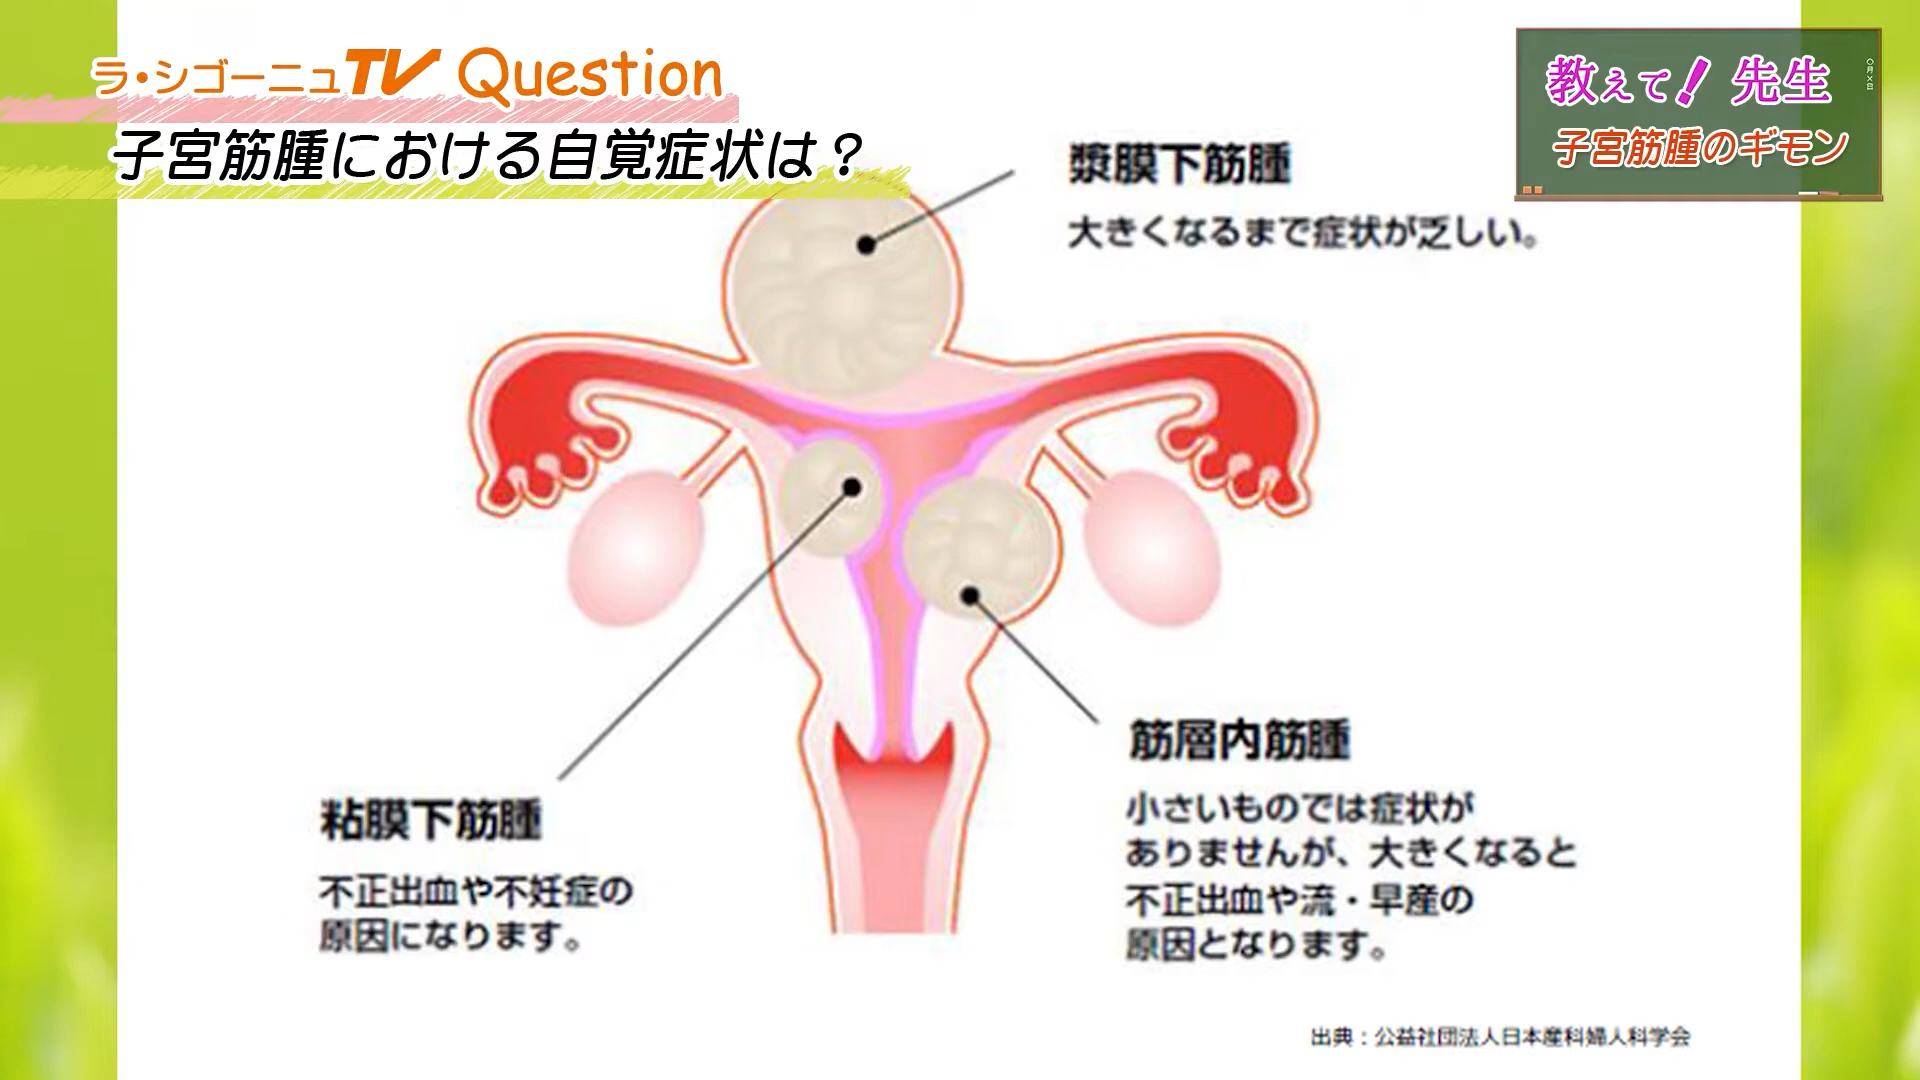 ラ・シゴーニュTV Question
子宮筋腫における自覚症状は？
教えて！先生
子宮筋腫のギモン
〇月×日
漿膜下筋腫
大きくなるまで症状が乏しい。
粘膜下筋腫
不正出血や不妊症の
原因になります。
筋層内筋腫
小さいものでは症状が
ありませんが、大きくなると
不正出血や流・早産の
原因となります。
出典：公益社団法人日本産科婦人科学会